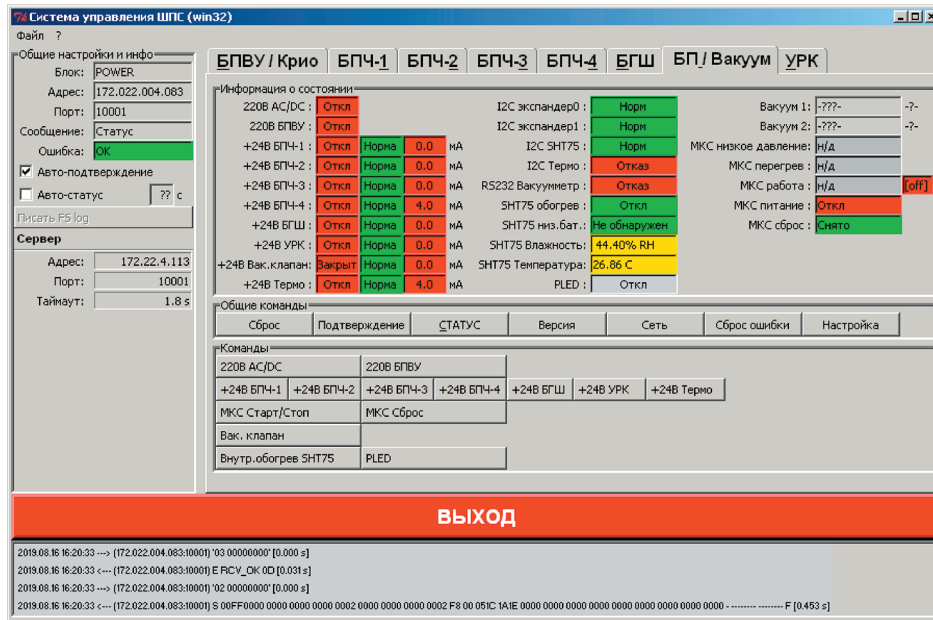 Система управления ШПС (win32)
Файл ?
Общие настройки и инфо
Блок: POWER
Адрес: 172.022.004.083
Порт: 10001
Сообщение: Статус
Ошибка: OK
Авто-подтверждение
Авто-статус ?? с
Писать FS log
Сервер
Адрес: 172.22.4.113
Порт: 10001
Таймаут: 1.8 s
БПВУ / Крио БПЧ-1 БПЧ-2 БПЧ-3 БПЧ-4 БГШ БП / Вакуум УРК
Информация о состоянии
220В AC/DC : Откл I2C экспандер0 : Норм Вакуум 1: -???- -?-
220В БПВУ : Откл I2C экспандер1 : Норм Вакуум 2: -???- -?-
+24В БПЧ-1 : Откл Норма 0.0 мА I2C SHT75 : Норм МКС низкое давление: н/д
+24В БПЧ-2 : Откл Норма 0.0 мА I2C Термо : Отказ МКС перегрев : н/д
+24В БПЧ-3 : Откл Норма 0.0 мА RS232 Вакуумметр : Отказ МКС работа : н/д [off]
+24В БПЧ-4 : Откл Норма 4.0 мА SHT75 обогрев : Откл МКС питание : Откл
+24В БГШ : Откл Норма 0.0 мА SHT75 низ.бат.: Не обнаружен МКС сброс : Снято
+24В УРК : Откл Норма 0.0 мА SHT75 Влажность: 44.40% RH
+24В Вак.клапан: Закрыт Норма 0.0 мА SHT75 Температура: 26.86 C
+24В Термо : Откл Норма 4.0 мА PLED : Откл
Общие команды
Сброс Подтверждение СТАТУС Версия Сеть Сброс ошибки Настройка
Команды
220В AC/DC 220В БПВУ
+24В БПЧ-1 +24В БПЧ-2 +24В БПЧ-3 +24В БПЧ-4 +24В БГШ +24В УРК +24В Термо
МКС Старт/Стоп МКС Сброс
Вак. клапан
Внутр.обогрев SHT75 PLED
ВЫХОД
2019.08.16 16:20:33 ---> (172.022.004.083:10001) '03 00000000' [0.000 s]
2019.08.16 16:20:33 <--- (172.022.004.083:10001) E RCV_OK 0D [0.031 s]
2019.08.16 16:20:33 ---> (172.022.004.083:10001) '02 00000000' [0.000 s]
2019.08.16 16:20:33 <--- (172.022.004.083:10001) S 00FF0000 0000 0000 0000 0002 0000 0000 0000 0002 F8 00 051C 1A1E 0000 0000 0000 0000 0000 0000 0000 0000 0000 - -------- -------- F [0.453 s]